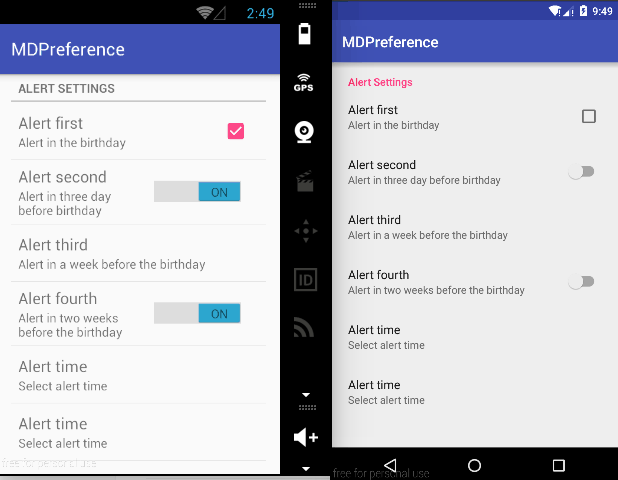 2:49
MDPreference
ALERT SETTINGS
Alert first
Alert in the birthday
Alert second
Alert in three day
before birthday
ON
Alert third
Alert in a week before the birthday
Alert fourth
Alert in two weeks
before the birthday
ON
Alert time
Select alert time
Alert time
Select alert time
free for personal use
GPS
ID
9:49
MDPreference
Alert Settings
Alert first
Alert in the birthday
Alert second
Alert in three day before birthday
Alert third
Alert in a week before the birthday
Alert fourth
Alert in two weeks before the birthday
Alert time
Select alert time
Alert time
Select alert time
free for personal use